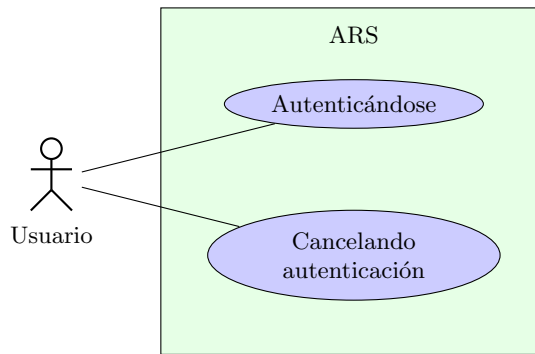 ARS
Autenticándose
Usuario
Cancelando
autenticación